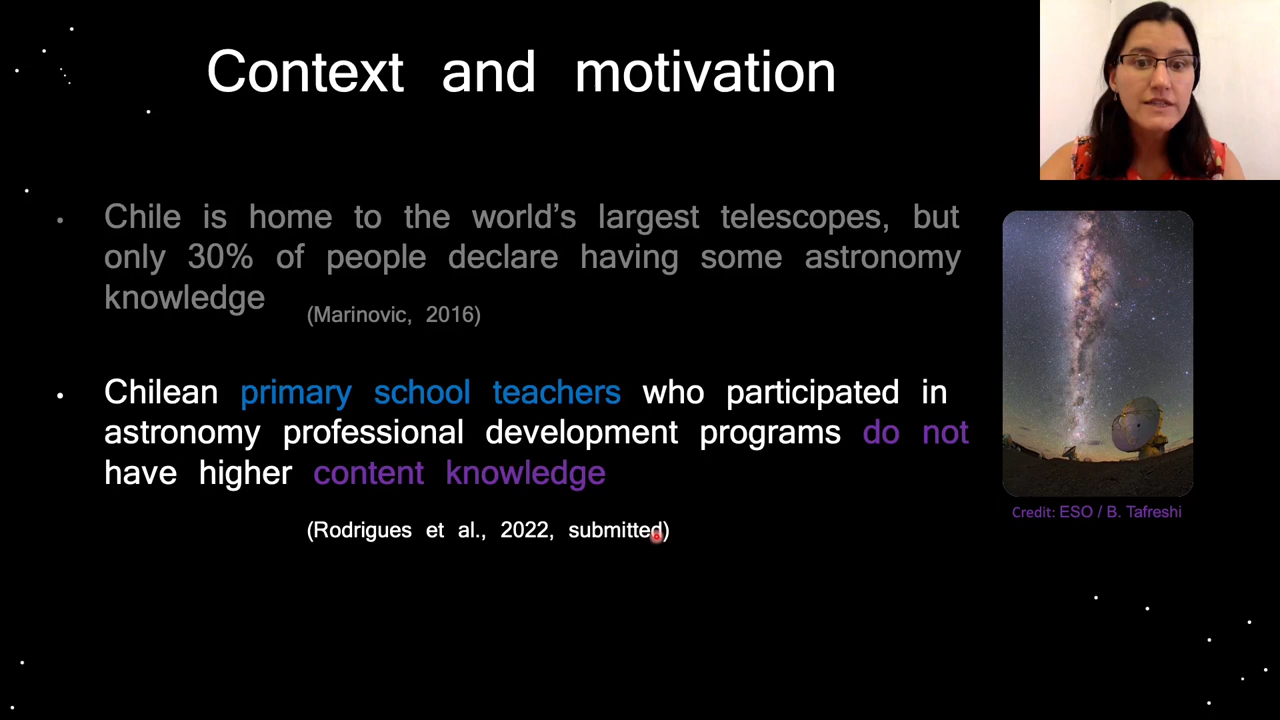 Context and motivation
• Chile is home to the world's largest telescopes, but
only 30% of people declare having some astronomy
knowledge (Marinovic, 2016)
• Chilean primary school teachers who participated in
astronomy professional development programs do not
have higher content knowledge
(Rodrigues et al., 2022, submitted)
Credit: ESO / B. Tafreshi